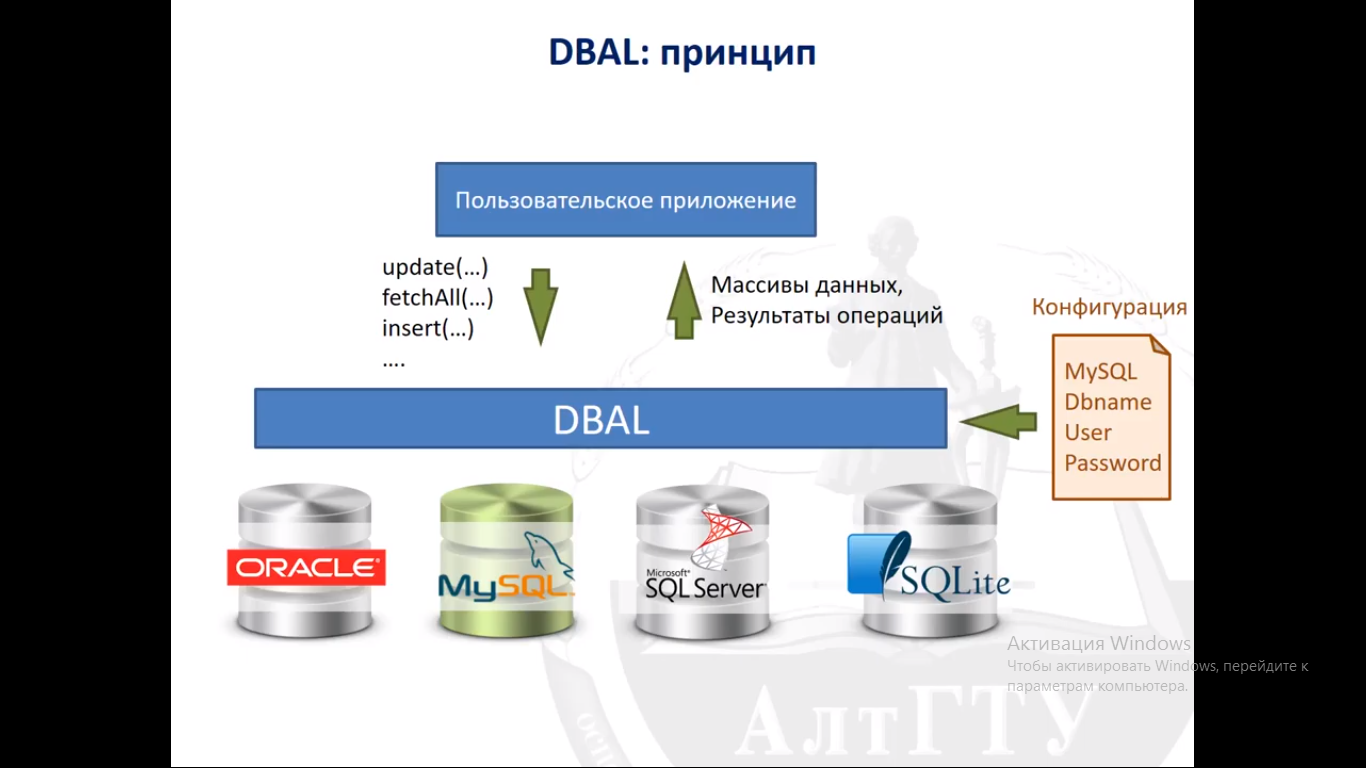 DBAL: принцип
Пользовательское приложение
update(…)
fetchAll(…)
insert(…)
….
Массивы данных,
Результаты операций
Конфигурация
MySQL
Dbname
User
Password
DBAL
ORACLE®
MySQL
Microsoft®
SQL Server
SQLite
Активация Windows
Чтобы активировать Windows, перейдите к
параметрам компьютера.
АлтГТУ